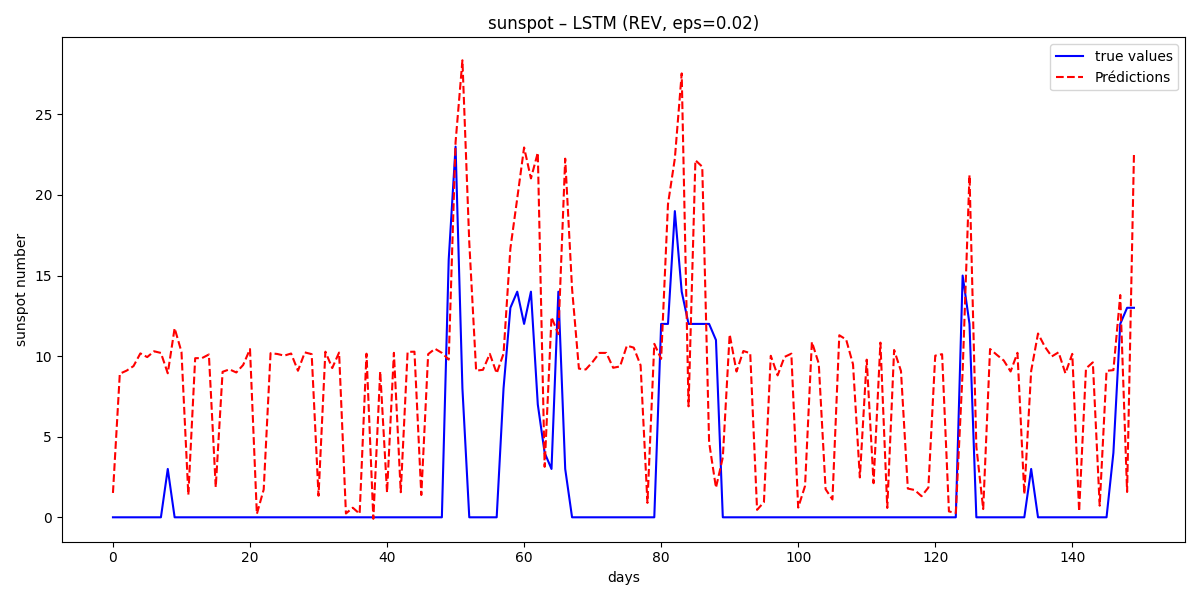 sunspot – LSTM (REV, eps=0.02)
true values
Prédictions
sunspot number
25
20
15
10
5
0
0 20 40 60 80 100 120 140
days